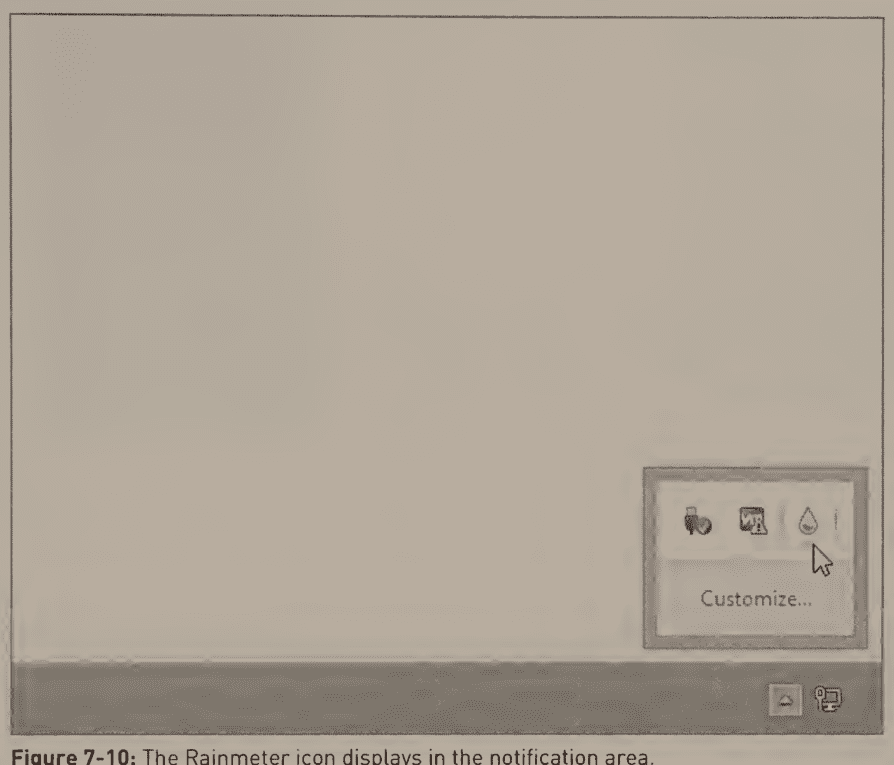 Customize...
Figure 7-10: The Rainmeter icon displays in the notification area.